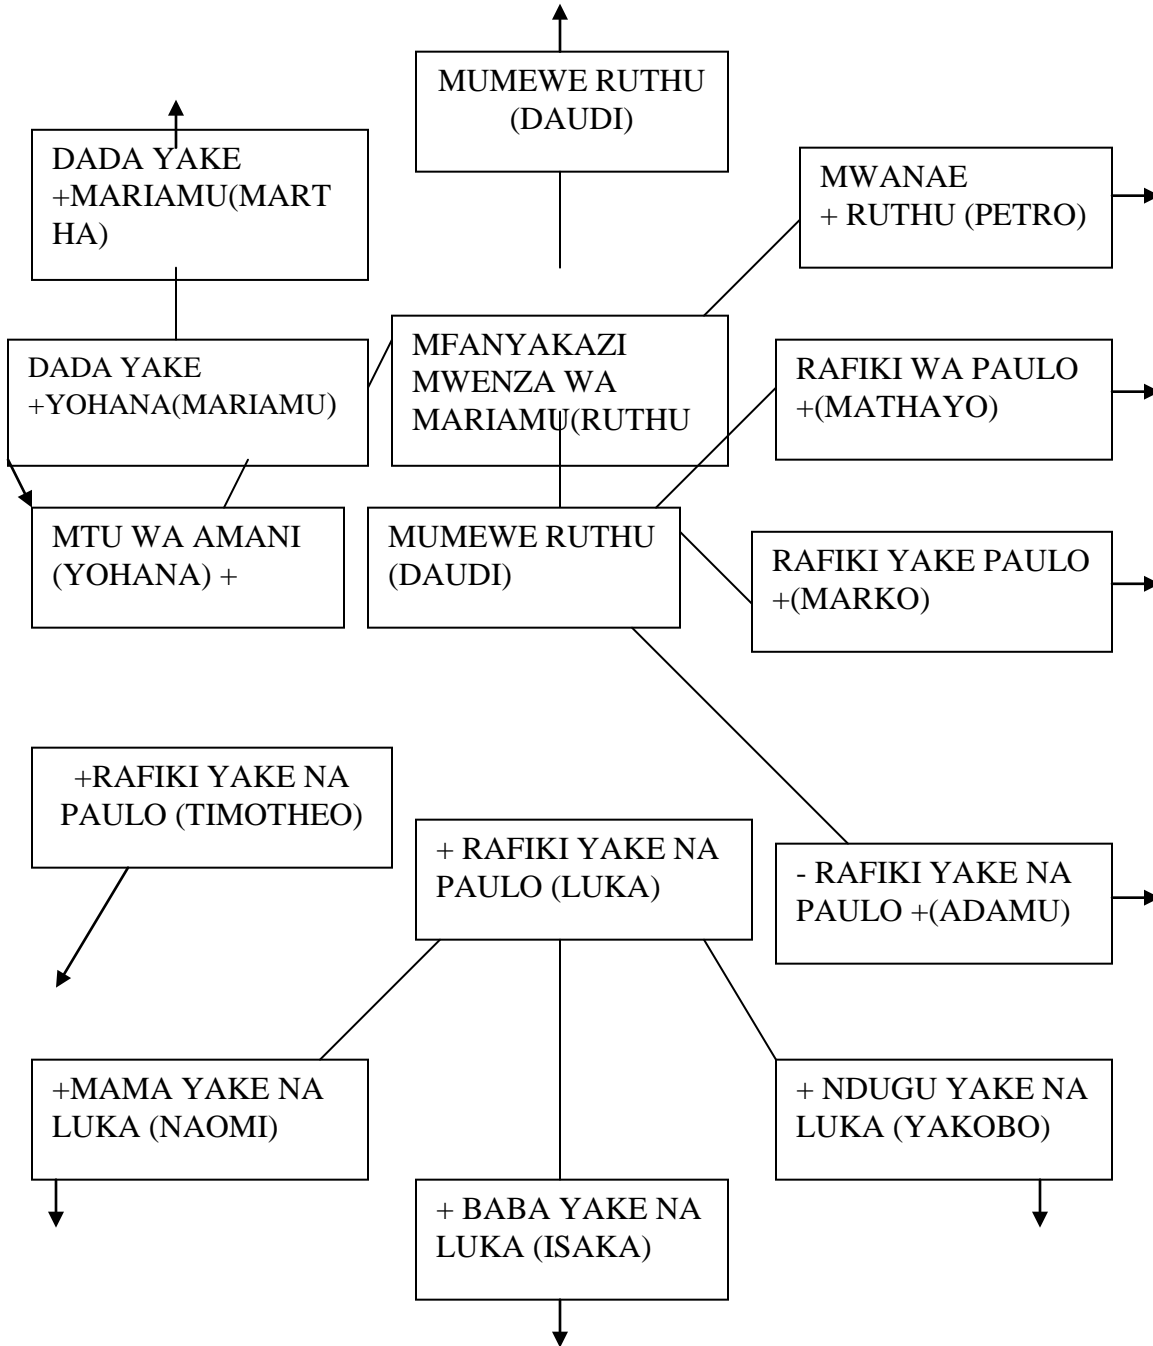 MUMEWE RUTHU
(DAUDI)
DADA YAKE
+MARIAMU(MART
HA)
MWANAE
+ RUTHU (PETRO)
DADA YAKE
+YOHANA(MARIAMU)
MFANYAKAZI
MWENZA WA
MARIAMU(RUTHU
RAFIKI WA PAULO
+(MATHAYO)
MTU WA AMANI
(YOHANA) +
MUMEWE RUTHU
(DAUDI)
RAFIKI YAKE PAULO
+(MARKO)
+RAFIKI YAKE NA
PAULO (TIMOTHEO)
+ RAFIKI YAKE NA
PAULO (LUKA)
- RAFIKI YAKE NA
PAULO +(ADAMU)
+MAMA YAKE NA
LUKA (NAOMI)
+ NDUGU YAKE NA
LUKA (YAKOBO)
+ BABA YAKE NA
LUKA (ISAKA)